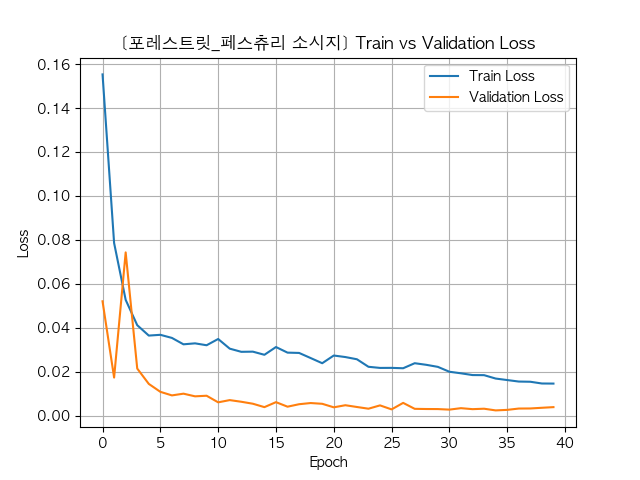 [포레스트릿_페스츄리 소시지] Train vs Validation Loss
Train Loss
Validation Loss
Loss
0.16
0.14
0.12
0.10
0.08
0.06
0.04
0.02
0.00
0 5 10 15 20 25 30 35 40
Epoch